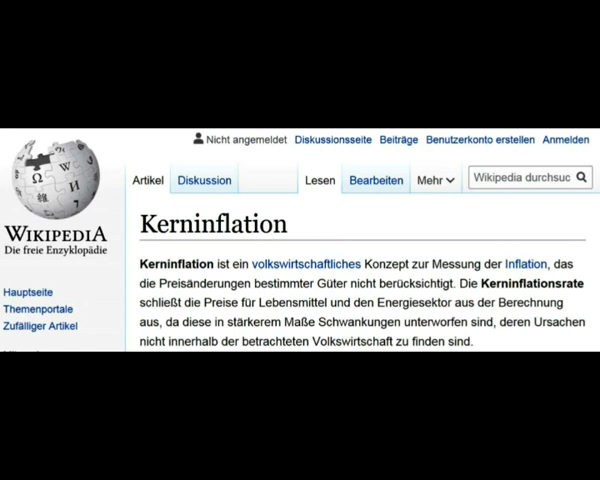 Nicht angemeldet Diskussionsseite Beiträge Benutzerkonto erstellen Anmelden
Artikel Diskussion Lesen Bearbeiten Mehr Wikipedia durchsuc
WIKIPEDIA
Die freie Enzyklopädie
Hauptseite
Themenportale
Zufälliger Artikel
Kerninflation
Kerninflation ist ein volkswirtschaftliches Konzept zur Messung der Inflation, das
die Preisänderungen bestimmter Güter nicht berücksichtigt. Die Kerninflationsrate
schließt die Preise für Lebensmittel und den Energiesektor aus der Berechnung
aus, da diese in stärkerem Maße Schwankungen unterworfen sind, deren Ursachen
nicht innerhalb der betrachteten Volkswirtschaft zu finden sind.